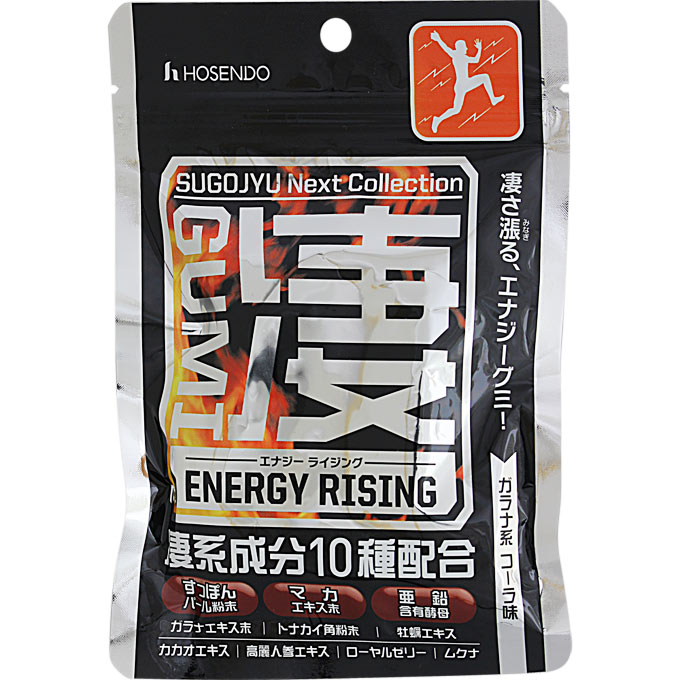 HOSENDO
SUGOJYU Next Collection
凄
GUMI
エナジー ライジング
ENERGY RISING
凄さ漲る、エナジーグミ!
みなぎ
ガラナ系 コーラ味
凄系成分10種配合
すっぽん
パール粉末
マカ
エキス末
亜鉛
含有酵母
ガラナエキス末 | トナカイ角粉末 | 牡蠣エキス
カカオエキス | 高麗人参エキス | ローヤルゼリー | ムクナ